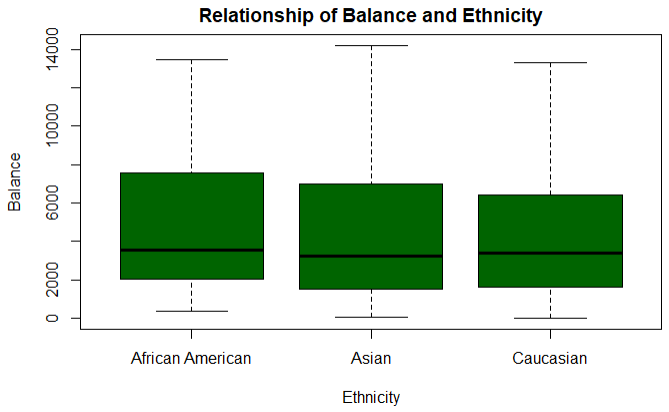 Relationship of Balance and Ethnicity
Balance
14000
10000
6000
2000
0
African American
Asian
Caucasian
Ethnicity